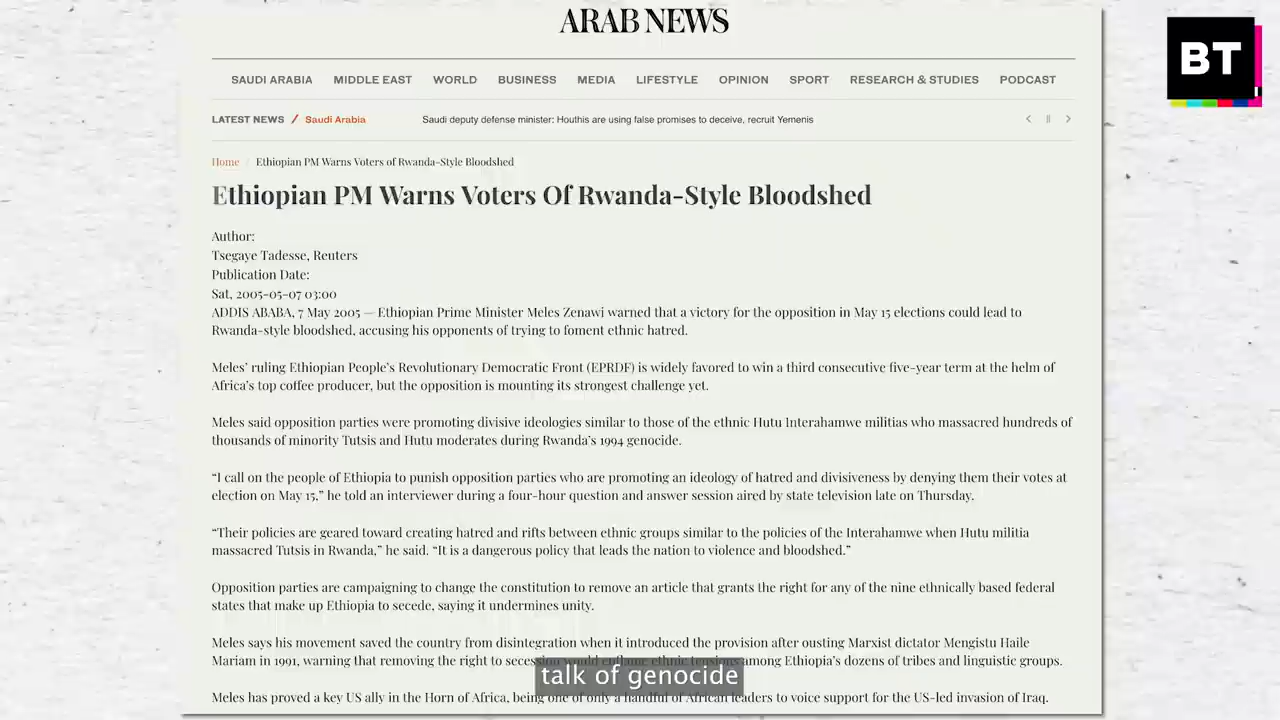 ARAB NEWS
BT
SAUDI ARABIA MIDDLE EAST WORLD BUSINESS MEDIA LIFESTYLE OPINION SPORT RESEARCH & STUDIES PODCAST
LATEST NEWS / Saudi Arabia Saudi deputy defense minister: Houthis are using false promises to deceive, recruit Yemenis
Home / Ethiopian PM Warns Voters of Rwanda-Style Bloodshed
Ethiopian PM Warns Voters Of Rwanda-Style Bloodshed
Author:
Tsegaye Tadesse, Reuters
Publication Date:
Sat, 2005-05-07 03:00
ADDIS ABABA, 7 May 2005 — Ethiopian Prime Minister Meles Zenawi warned that a victory for the opposition in May 15 elections could lead to
Rwanda-style bloodshed, accusing his opponents of trying to foment ethnic hatred.
Meles’ ruling Ethiopian People’s Revolutionary Democratic Front (EPRDF) is widely favored to win a third consecutive five-year term at the helm of
Africa’s top coffee producer, but the opposition is mounting its strongest challenge yet.
Meles said opposition parties were promoting divisive ideologies similar to those of the ethnic Hutu Interahamwe militias who massacred hundreds of
thousands of minority Tutsis and Hutu moderates during Rwanda’s 1994 genocide.
“I call on the people of Ethiopia to punish opposition parties who are promoting an ideology of hatred and divisiveness by denying them their votes at
election on May 15,” he told an interviewer during a four-hour question and answer session aired by state television late on Thursday.
“Their policies are geared toward creating hatred and rifts between ethnic groups similar to the policies of the Interahamwe when Hutu militia
massacred Tutsis in Rwanda,” he said. “It is a dangerous policy that leads the nation to violence and bloodshed.”
Opposition parties are campaigning to change the constitution to remove an article that grants the right for any of the nine ethnically based federal
states that make up Ethiopia to secede, saying it undermines unity.
Meles says his movement saved the country from disintegration when it introduced the provision after ousting Marxist dictator Mengistu Haile
Mariam in 1991, warning that removing the right to secession would enflame ethnic tensions among Ethiopia’s dozens of tribes and linguistic groups.
talk of genocide
Meles has proved a key US ally in the Horn of Africa, being one of only a handful of African leaders to voice support for the US-led invasion of Iraq.